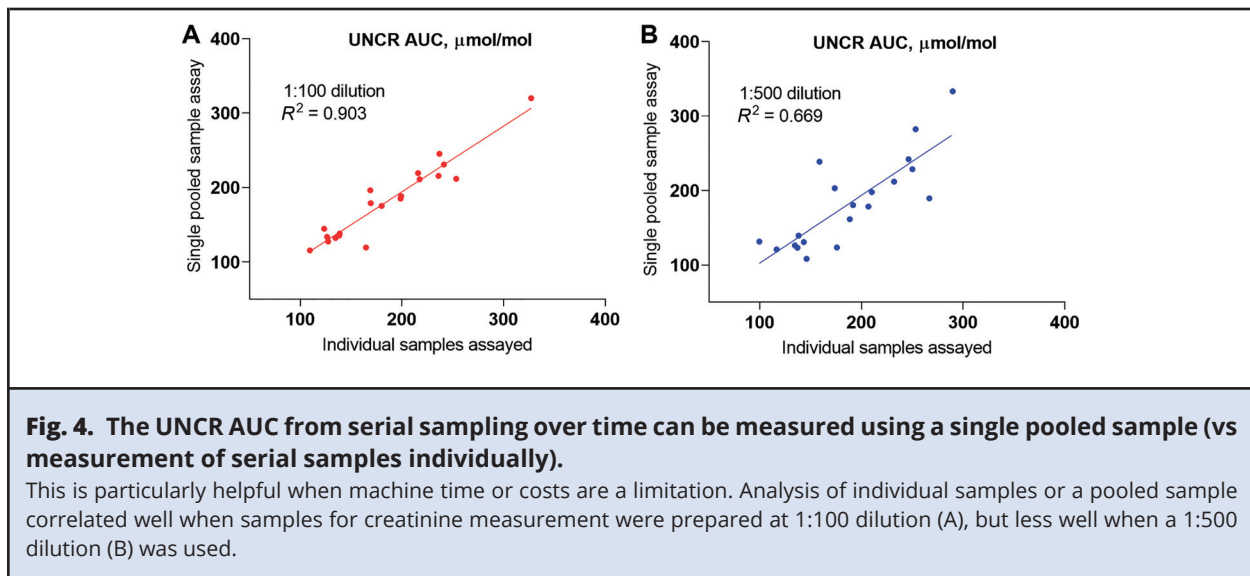 A
UNCR AUC, μmol/mol
1:100 dilution
R² = 0.903
Single pooled sample assay
400
300
200
100
100 200 300 400
Individual samples assayed
B
UNCR AUC, μmol/mol
1:500 dilution
R² = 0.669
Single pooled sample assay
400
300
200
100
100 200 300 400
Individual samples assayed
Fig. 4. The UNCR AUC from serial sampling over time can be measured using a single pooled sample (vs
measurement of serial samples individually).
This is particularly helpful when machine time or costs are a limitation. Analysis of individual samples or a pooled sample
correlated well when samples for creatinine measurement were prepared at 1:100 dilution (A), but less well when a 1:500
dilution (B) was used.